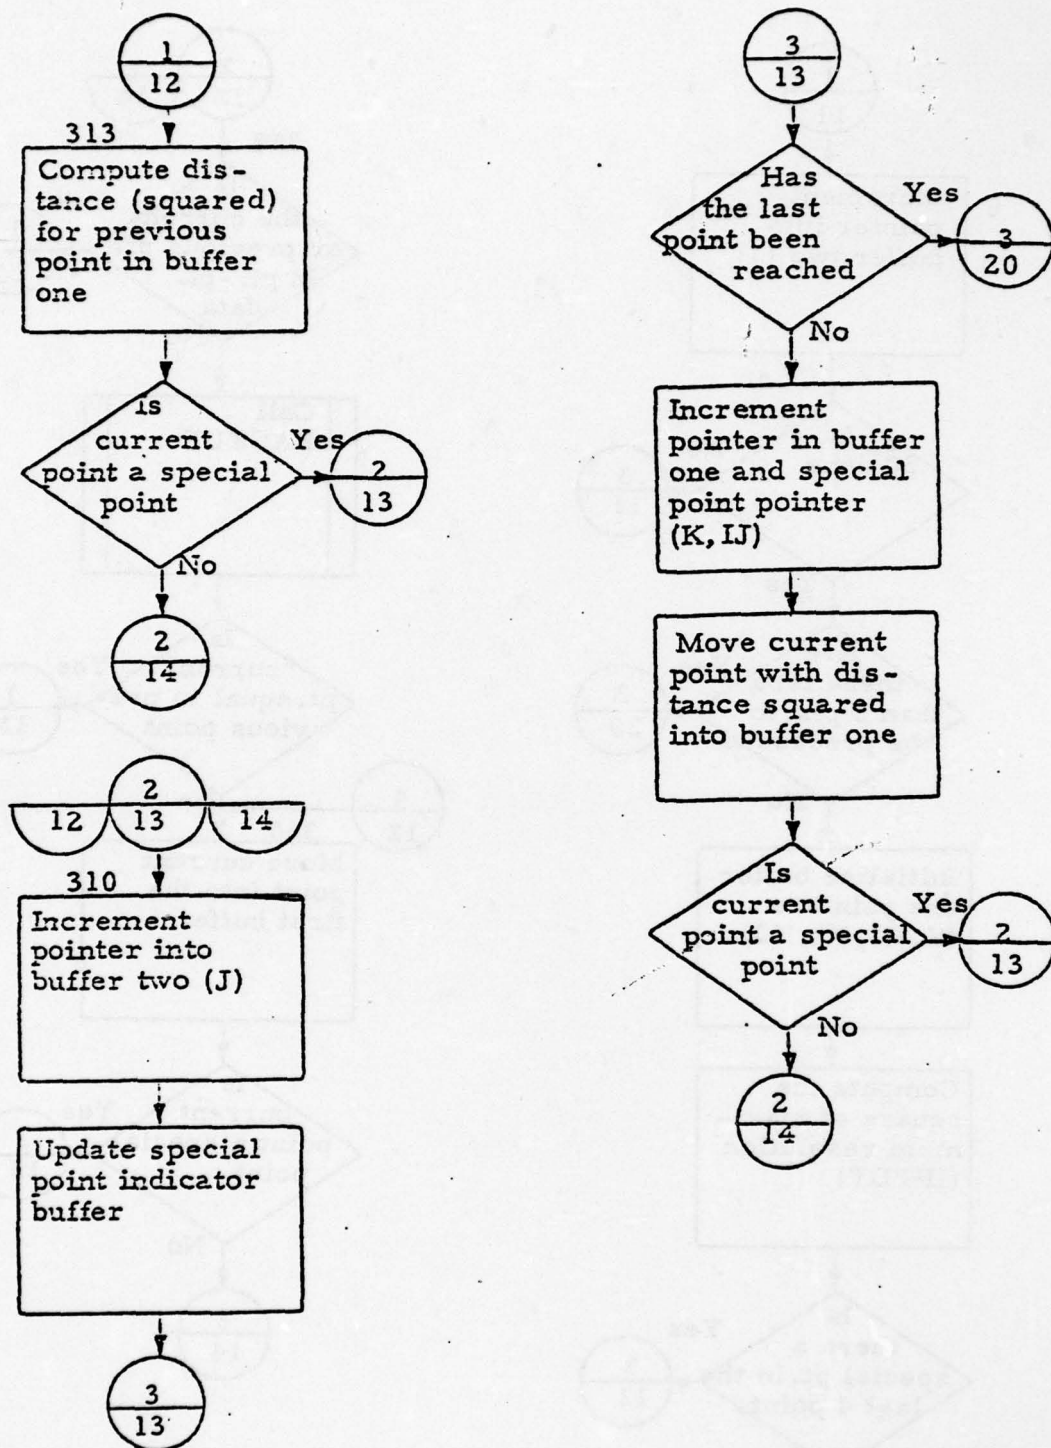 1
12
313
Compute dis-
tance (squared)
for previous
point in buffer
one
Is
current
point a special
point
Yes
2
13
No
2
14
2
12 13 14
310
Increment
pointer into
buffer two (J)
Update special
point indicator
buffer
3
13
3
13
Has
the last
point been
reached
Yes
3
20
No
Increment
pointer in buffer
one and special
point pointer
(K, IJ)
Move current
point with dis-
tance squared
into buffer one
Is
current
point a special
point
Yes
2
13
No
2
14